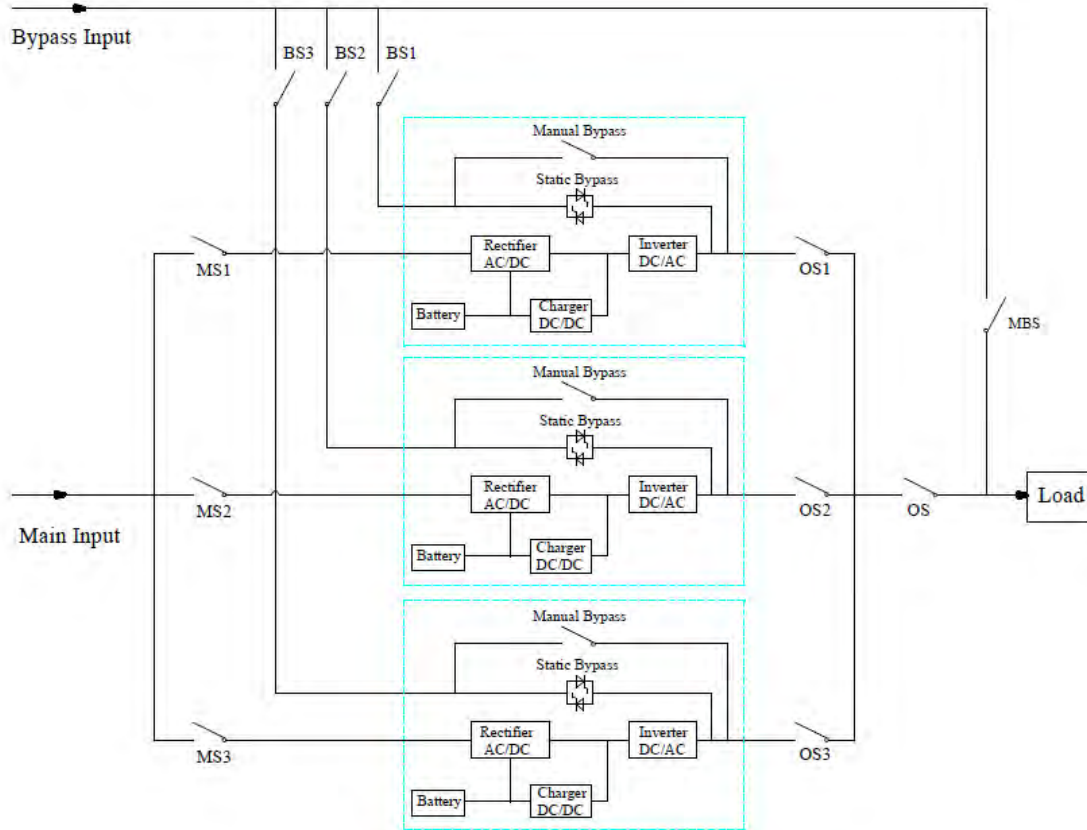 Bypass Input
BS3
BS2
BS1
Manual Bypass
Static Bypass
Rectifier
AC/DC
Inverter
DC/AC
MS1
OS1
Battery
Charger
DC/DC
MBS
Manual Bypass
Static Bypass
Rectifier
AC/DC
Inverter
DC/AC
Main Input
MS2
OS2
OS
Load
Battery
Charger
DC/DC
Manual Bypass
Static Bypass
Rectifier
AC/DC
Inverter
DC/AC
MS3
OS3
Battery
Charger
DC/DC